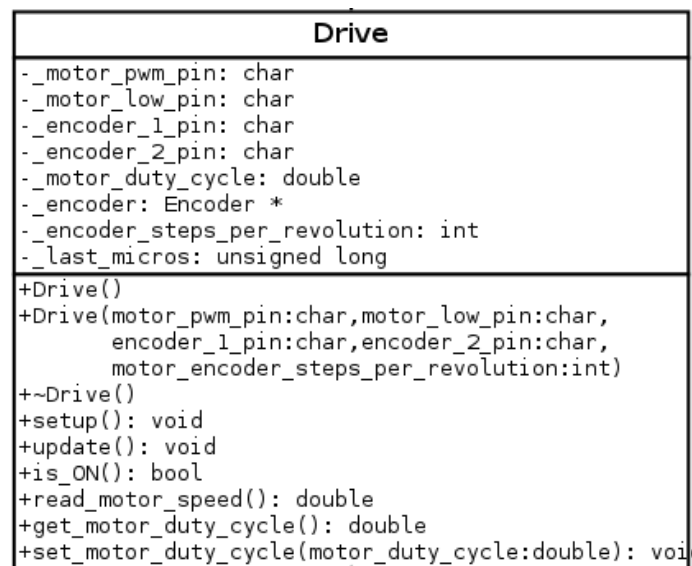 Drive
-_motor_pwm_pin: char
-_motor_low_pin: char
-_encoder_1_pin: char
-_encoder_2_pin: char
-_motor_duty_cycle: double
-_encoder: Encoder *
-_encoder_steps_per_revolution: int
-_last_micros: unsigned long
+Drive()
+Drive(motor_pwm_pin:char,motor_low_pin:char,
encoder_1_pin:char,encoder_2_pin:char,
motor_encoder_steps_per_revolution:int)
+~Drive()
+setup(): void
+update(): void
+is_ON(): bool
+read_motor_speed(): double
+get_motor_duty_cycle(): double
+set_motor_duty_cycle(motor_duty_cycle:double): voi